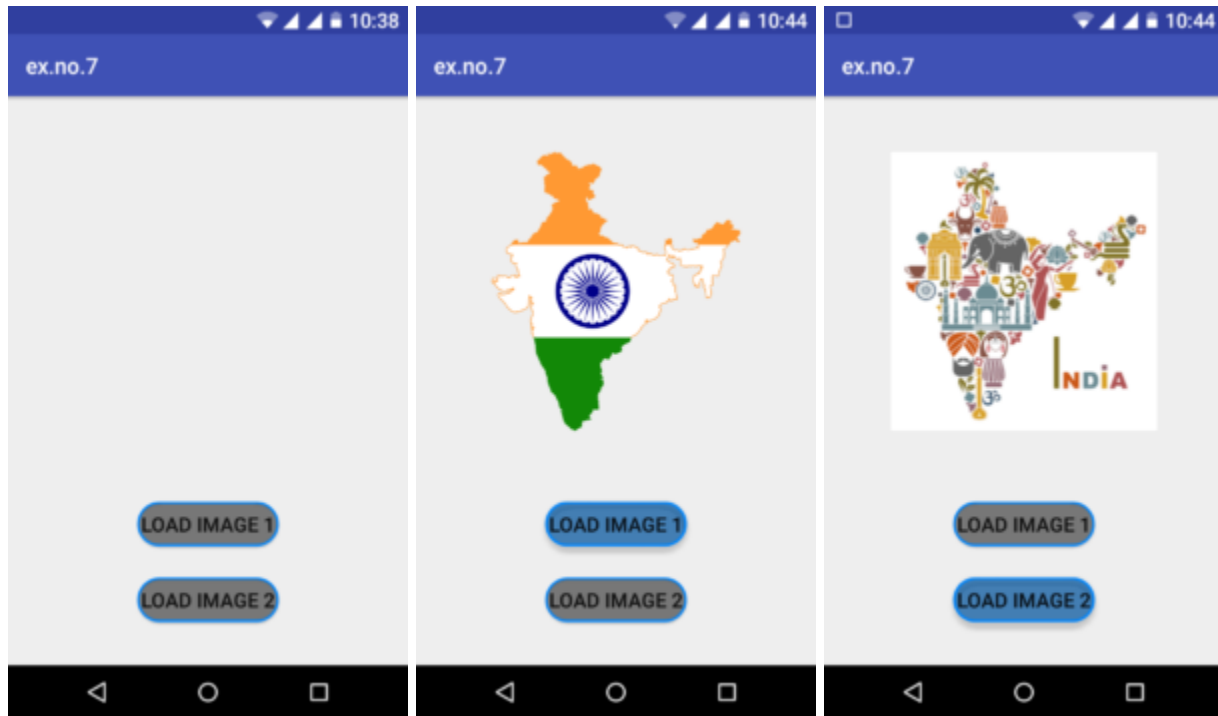 10:38
ex.no.7
LOAD IMAGE 1
LOAD IMAGE 2
10:44
ex.no.7
LOAD IMAGE 1
LOAD IMAGE 2
10:44
ex.no.7
ॐ
ॐ
ॐ
ॐ
INDiA
LOAD IMAGE 1
LOAD IMAGE 2